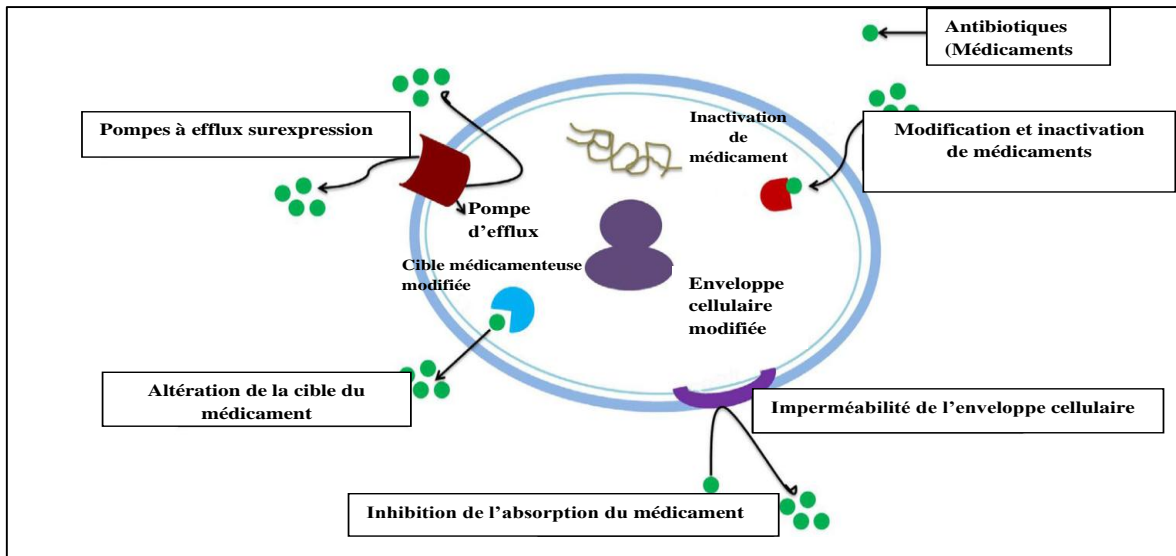 Antibiotiques
(Médicaments
Pompes à efflux surexpression
Inactivation
de
médicament
Modification et inactivation
de médicaments
Pompe
d’efflux
Cible médicamenteuse
modifiée
Enveloppe
cellulaire
modifiée
Altération de la cible du
médicament
Imperméabilité de l’enveloppe cellulaire
Inhibition de l’absorption du médicament